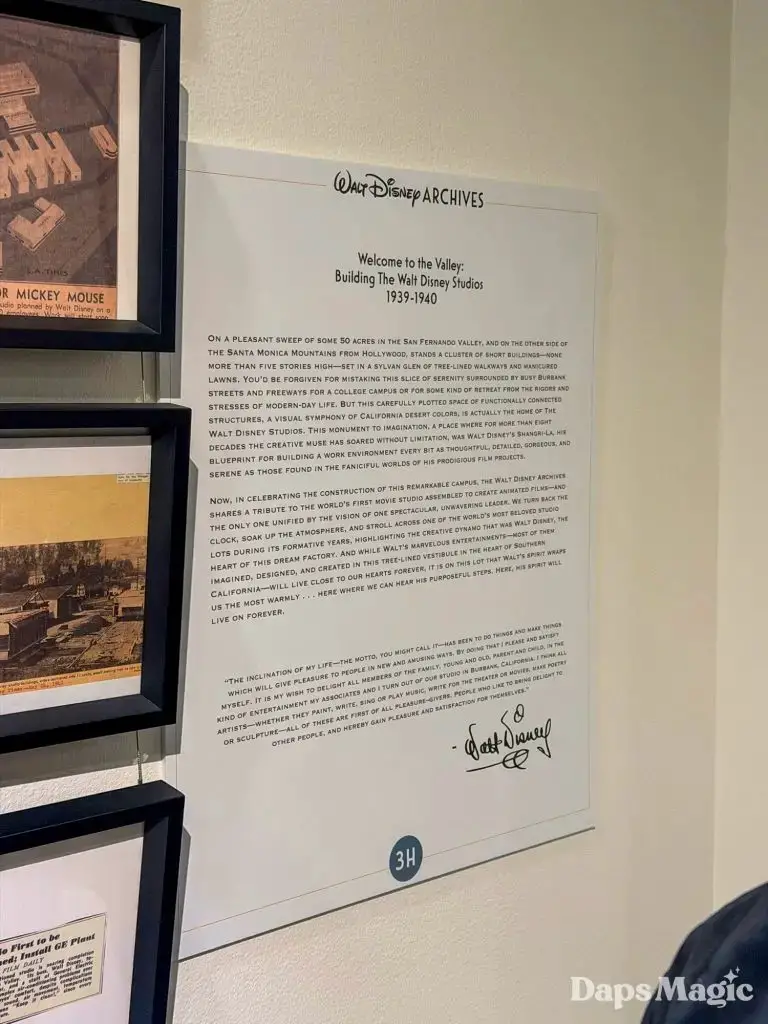 L.A. TIMES
OR MICKEY MOUSE
planned by Walt Disney on a
employees. Work will start soon
WALT DISNEY ARCHIVES
Welcome to the Valley:
Building The Walt Disney Studios
1939-1940
ON A PLEASANT SWEEP OF SOME 50 ACRES IN THE SAN FERNANDO VALLEY, AND ON THE OTHER SIDE OF
THE SANTA MONICA MOUNTAINS FROM HOLLYWOOD, STANDS A CLUSTER OF SHORT BUILDINGS—NONE
MORE THAN FIVE STORIES HIGH—SET IN A SYLVAN GLEN OF TREE-LINED WALKWAYS AND MANICURED
LAWNS. YOU'D BE FORGIVEN FOR MISTAKING THIS SLICE OF SERENITY SURROUNDED BY BUSY BURBANK
STREETS AND FREEWAYS FOR A COLLEGE CAMPUS OR FOR SOME KIND OF RETREAT FROM THE RIGORS AND
STRESSES OF MODERN-DAY LIFE. BUT THIS CAREFULLY PLOTTED SPACE OF FUNCTIONALLY CONNECTED
STRUCTURES, A VISUAL SYMPHONY OF CALIFORNIA DESERT COLORS, IS ACTUALLY THE HOME OF THE
WALT DISNEY STUDIOS. THIS MONUMENT TO IMAGINATION, A PLACE WHERE FOR MORE THAN EIGHT
DECADES THE CREATIVE MUSE HAS SOARED WITHOUT LIMITATION, WAS WALT DISNEY'S SHANGRI-LA, HIS
BLUEPRINT FOR BUILDING A WORK ENVIRONMENT EVERY BIT AS THOUGHTFUL, DETAILED, GORGEOUS, AND
SERENE AS THOSE FOUND IN THE FANCIFUL WORLDS OF HIS PRODIGIOUS FILM PROJECTS.
NOW, IN CELEBRATING THE CONSTRUCTION OF THIS REMARKABLE CAMPUS, THE WALT DISNEY ARCHIVES
SHARES A TRIBUTE TO THE WORLD'S FIRST MOVIE STUDIO ASSEMBLED TO CREATE ANIMATED FILMS—AND
THE ONLY ONE UNIFIED BY THE VISION OF ONE SPECTACULAR, UNWAVERING LEADER. WE TURN BACK THE
CLOCK, SOAK UP THE ATMOSPHERE, AND STROLL ACROSS ONE OF THE WORLD'S MOST BELOVED STUDIO
LOTS DURING ITS FORMATIVE YEARS, HIGHLIGHTING THE CREATIVE DYNAMO THAT WAS WALT DISNEY, THE
HEART OF THIS DREAM FACTORY. AND WHILE WALT'S MARVELOUS ENTERTAINMENTS—MOST OF THEM
IMAGINED, DESIGNED, AND CREATED IN THIS TREE-LINED VESTIBULE IN THE HEART OF SOUTHERN
CALIFORNIA—WILL LIVE CLOSE TO OUR HEARTS FOREVER, IT IS ON THIS LOT THAT WALT'S SPIRIT WRAPS
US THE MOST WARMLY . . . HERE WHERE WE CAN HEAR HIS PURPOSEFUL STEPS. HERE, HIS SPIRIT WILL
LIVE ON FOREVER.
"THE INCLINATION OF MY LIFE—THE MOTTO, YOU MIGHT CALL IT—HAS BEEN TO DO THINGS AND MAKE THINGS
WHICH WILL GIVE PLEASURE TO PEOPLE IN NEW AND AMUSING WAYS. BY DOING THAT I PLEASE AND SATISFY
MYSELF. IT IS MY WISH TO DELIGHT ALL MEMBERS OF THE FAMILY, YOUNG AND OLD, PARENT AND CHILD, IN THE
KIND OF ENTERTAINMENT MY ASSOCIATES AND I TURN OUT OF OUR STUDIO IN BURBANK, CALIFORNIA. I THINK ALL
ARTISTS—WHETHER THEY PAINT, WRITE, SING OR PLAY MUSIC, WRITE FOR THE THEATER OR MOVIES, MAKE POETRY
OR SCULPTURE—ALL OF THESE ARE FIRST OF ALL PLEASURE-GIVERS. PEOPLE WHO LIKE TO BRING DELIGHT TO
OTHER PEOPLE, AND HEREBY GAIN PLEASURE AND SATISFACTION FOR THEMSELVES."
- Walt Disney
3H
io First to be
ed; Install GE Plant
FILM DAILY
DapsMagic